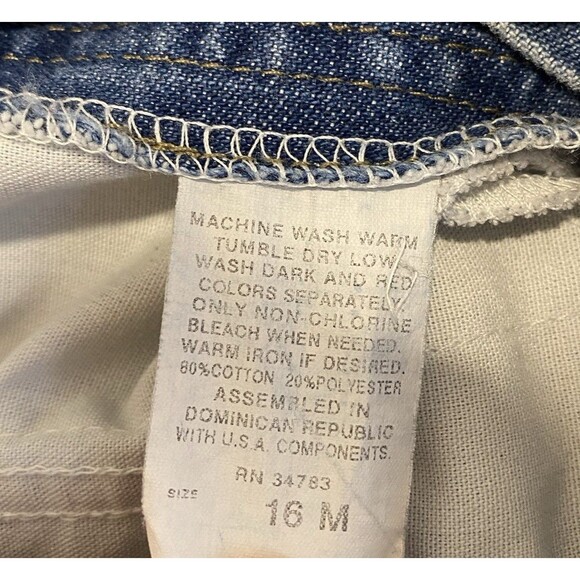 MACHINE WASH WARM
TUMBLE DRY LOW
WASH DARK AND RED
COLORS SEPARATELY
ONLY NON-CHLORINE
BLEACH WHEN NEEDED.
WARM IRON IF DESIRED.
80%COTTON 20%POLYESTER
ASSEMBLED IN
DOMINICAN REPUBLIC
WITH U.S.A. COMPONENTS.
RN 34783
SIZE 16 M